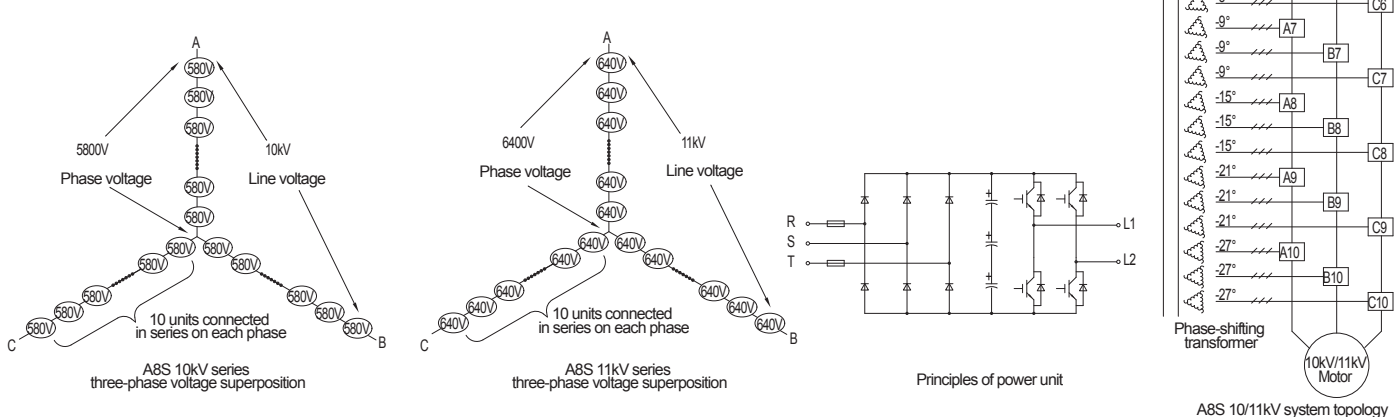 A
580V
580V
580V
5800V
10kV
Phase voltage
Line voltage
580V
580V
580V
580V
580V
580V
580V
580V
580V
580V
580V
580V
10 units connected
in series on each phase
C
B
A8S 10kV series
three-phase voltage superposition
A
640V
640V
640V
6400V
11kV
Phase voltage
Line voltage
640V
640V
640V
640V
640V
640V
640V
640V
640V
640V
640V
640V
10 units connected
in series on each phase
C
B
A8S 11kV series
three-phase voltage superposition
R
S
T
+
+
+
L1
L2
Principles of power unit
C6
-9°
A7
-9°
B7
-9°
C7
-15°
A8
-15°
B8
-15°
C8
-21°
A9
-21°
B9
-21°
C9
-27°
A10
-27°
B10
-27°
C10
Phase-shifting
transformer
10kV/11kV
Motor
A8S 10/11kV system topology